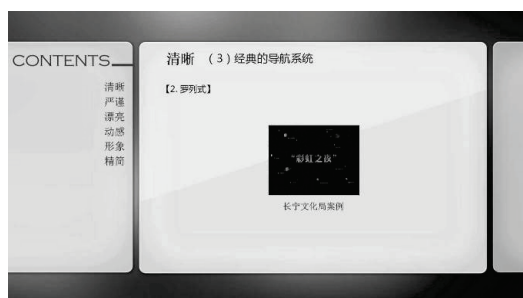 CONTENTS
清晰
严谨
漂亮
动感
形象
精简
清晰 （3）经典的导航系统
【2. 罗列式】
“彩虹之夜”
长宁文化局案例